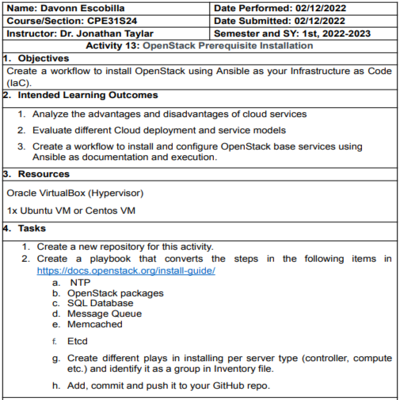 Name: Davonn Escobilla
Date Performed: 02/12/2022
Course/Section: CPE31S24
Date Submitted: 02/12/2022
Instructor: Dr. Jonathan Taylar
Semester and SY: 1st, 2022-2023
Activity 13: OpenStack Prerequisite Installation
1. Objectives
Create a workflow to install OpenStack using Ansible as your Infrastructure as Code
(IaC).
2. Intended Learning Outcomes
1. Analyze the advantages and disadvantages of cloud services
2. Evaluate different Cloud deployment and service models
3. Create a workflow to install and configure OpenStack base services using
Ansible as documentation and execution.
3. Resources
Oracle VirtualBox (Hypervisor)
1x Ubuntu VM or Centos VM
4. Tasks
1. Create a new repository for this activity.
2. Create a playbook that converts the steps in the following items in
https://docs.openstack.org/install-guide/
a. NTP
b. OpenStack packages
c. SQL Database
d. Message Queue
e. Memcached
f. Etcd
g. Create different plays in installing per server type (controller, compute
etc.) and identify it as a group in Inventory file.
h. Add, commit and push it to your GitHub repo.